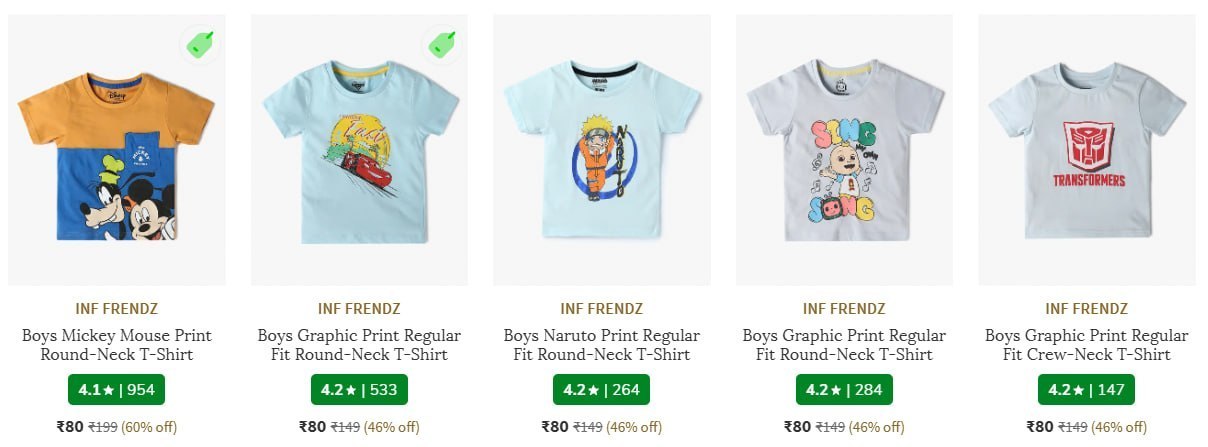 Disney
MICKEY
NARUTO
SONG
SONG
TRANSFORMERS
INF FRENDZ
Boys Mickey Mouse Print
Round-Neck T-Shirt
4.1★ | 954
₹80 ₹199 (60% off)
INF FRENDZ
Boys Graphic Print Regular
Fit Round-Neck T-Shirt
4.2★ | 533
₹80 ₹149 (46% off)
INF FRENDZ
Boys Naruto Print Regular
Fit Round-Neck T-Shirt
4.2★ | 264
₹80 ₹149 (46% off)
INF FRENDZ
Boys Graphic Print Regular
Fit Round-Neck T-Shirt
4.2★ | 284
₹80 ₹149 (46% off)
INF FRENDZ
Boys Graphic Print Regular
Fit Crew-Neck T-Shirt
4.2★ | 147
₹80 ₹149 (46% off)